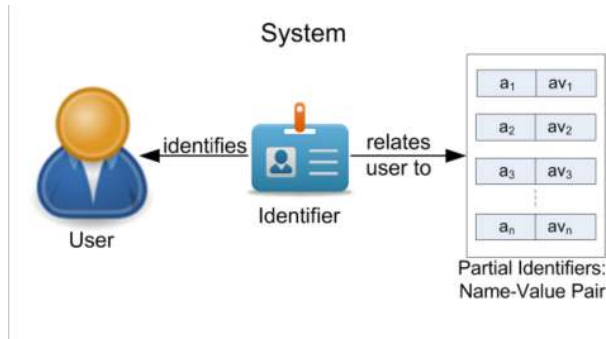 System
identifies
relates
user to
a₁ av₁
a₂ av₂
a₃ av₃
aₙ avₙ
User
Identifier
Partial Identifiers:
Name-Value Pair